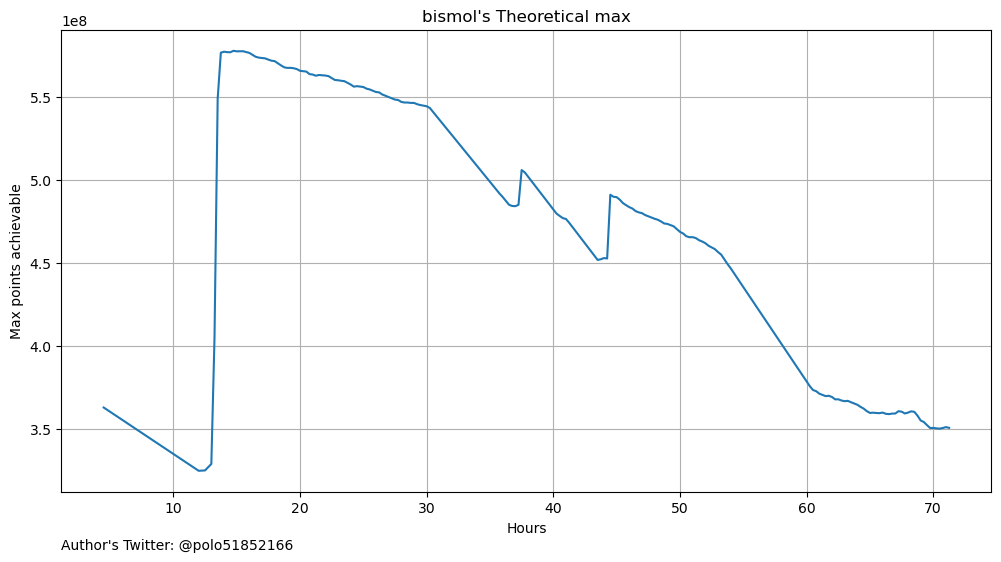 bismol's Theoretical max
1e8
5.5
5.0
4.5
4.0
3.5
Max points achievable
10 20 30 40 50 60 70
Hours
Author's Twitter: @polo51852166